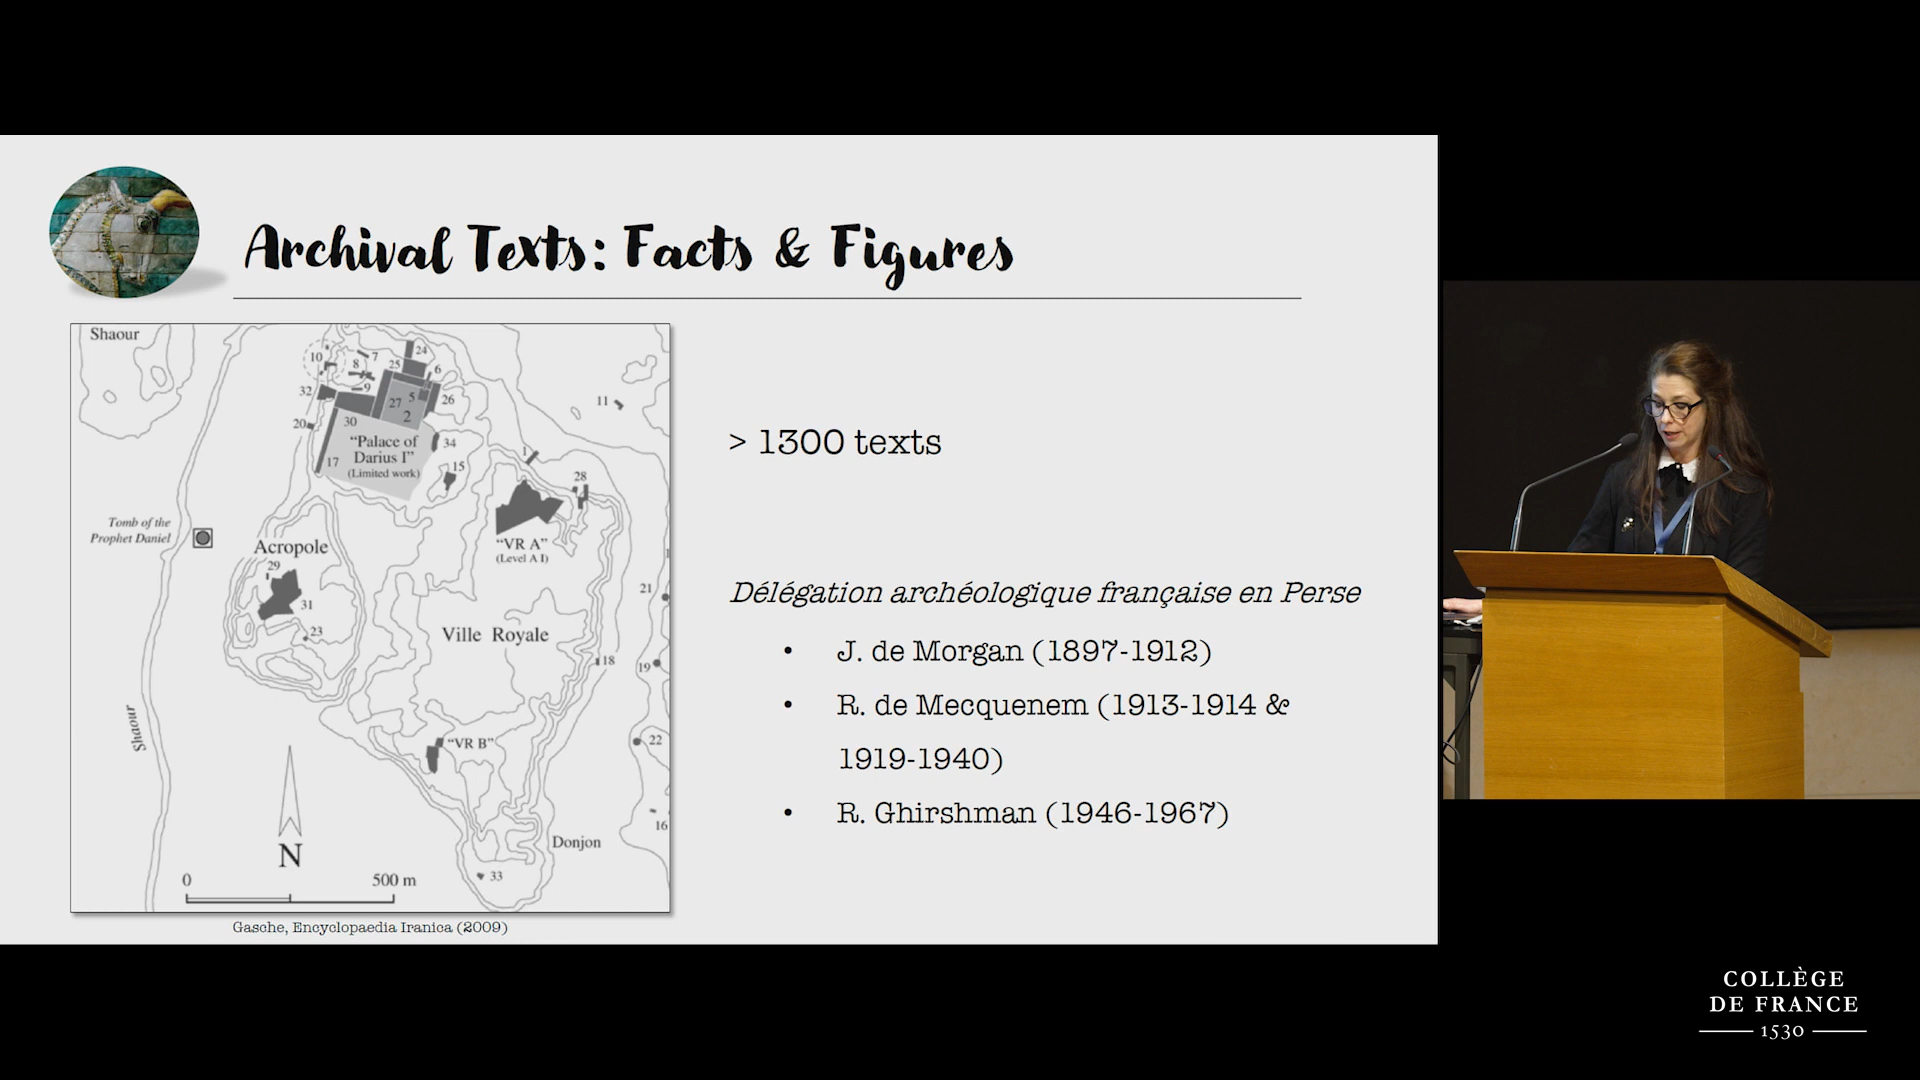 Archival Texts: Facts & Figures
Shaour
10
7
24
8
25
6
9
32
5
26
27
2
11
20
30
"Palace of
Darius I"
(Limited work)
34
17
15
1
28
"VR A"
(Level A I)
Tomb of the
Prophet Daniel
Acropole
29
31
23
21
Ville Royale
18
19
Shaour
"VR B"
22
16
N
Donjon
0
500 m
33
Gasche, Encyclopaedia Iranica (2009)
> 1300 texts
Délégation archéologique française en Perse
• J. de Morgan (1897-1912)
• R. de Mecquenem (1913-1914 &
1919-1940)
• R. Ghirshman (1946-1967)
COLLÈGE
DE FRANCE
1530